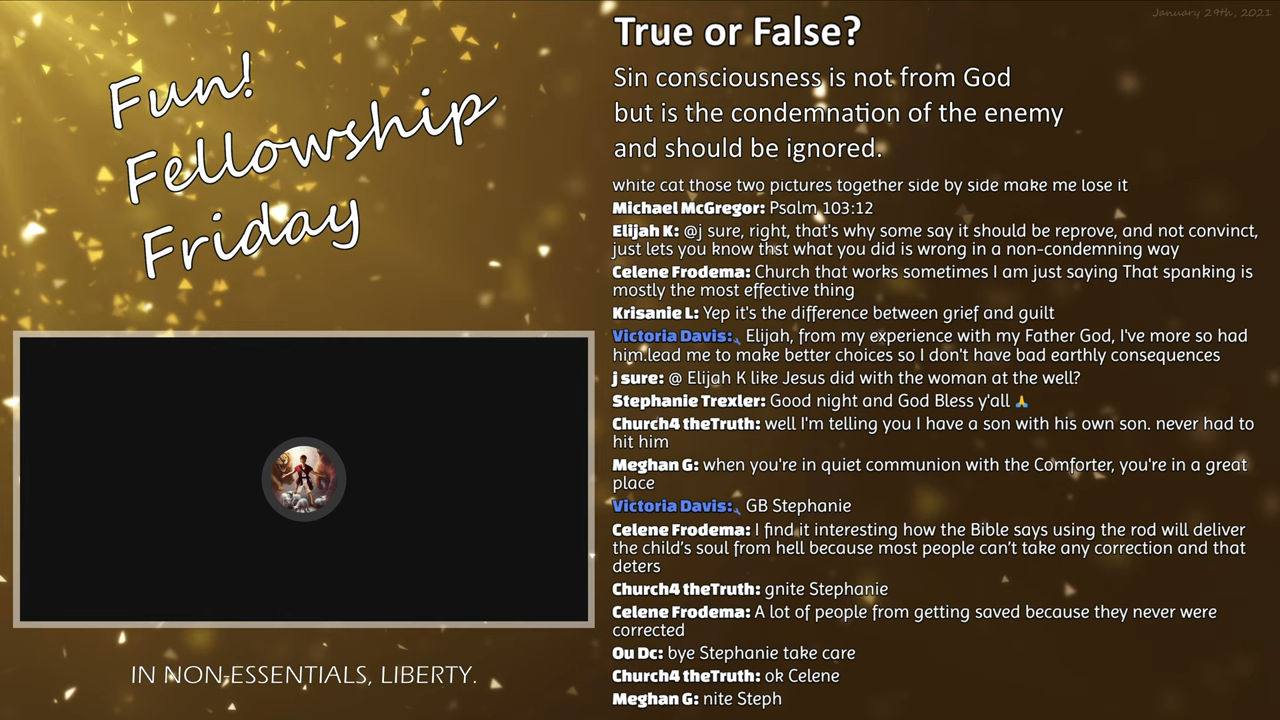 Fun!
Fellowship
Friday
IN NON-ESSENTIALS, LIBERTY.
January 29th, 2021
True or False?
Sin consciousness is not from God
but is the condemnation of the enemy
and should be ignored.
white cat those two pictures together side by side make me lose it
Michael McGregor: Psalm 103:12
Elijah K: @j sure, right, that's why some say it should be reprove, and not convict,
just lets you know thst what you did is wrong in a non-condemning way
Celene Frodema: Church that works sometimes I am just saying That spanking is
mostly the most effective thing
Krisanie L: Yep it's the difference between grief and guilt
Victoria Davis: Elijah, from my experience with my Father God, I've more so had
him.lead me to make better choices so I don't have bad earthly consequences
j sure: @ Elijah K like Jesus did with the woman at the well?
Stephanie Trexler: Good night and God Bless y'all 🙏
Church4 theTruth: well I'm telling you I have a son with his own son. never had to
hit him
Meghan G: when you're in quiet communion with the Comforter, you're in a great
place
Victoria Davis: GB Stephanie
Celene Frodema: I find it interesting how the Bible says using the rod will deliver
the child's soul from hell because most people can't take any correction and that
deters
Church4 theTruth: gnite Stephanie
Celene Frodema: A lot of people from getting saved because they never were
corrected
Ou Dc: bye Stephanie take care
Church4 theTruth: ok Celene
Meghan G: nite Steph